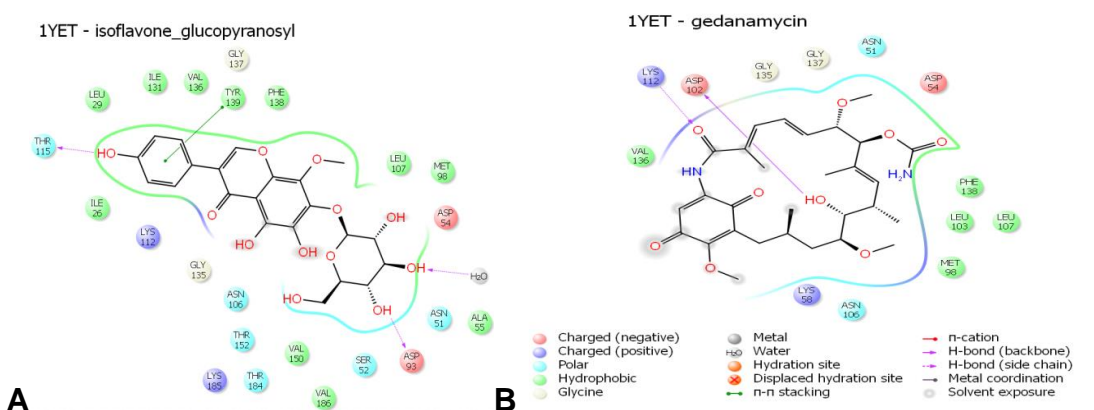 1YET - isoflavone_glucopyranosyl
GLY
137
ILE
131
VAL
136
TYR
139
PHE
138
LEU
29
THR
115
HO
O
O
LEU
107
MET
98
ILE
26
O
O
OH
ASP
54
LYS
112
HO
OH
O
OH
H₂O
GLY
135
HO
OH
ASN
106
ASN
51
ALA
55
THR
152
VAL
150
SER
52
ASP
93
LYS
185
THR
184
VAL
186
A
1YET - gedanamycin
ASN
51
GLY
137
GLY
135
LYS
112
ASP
102
ASP
54
O
O
O
O
H₂N
VAL
136
HN
O
HO
PHE
138
LEU
103
LEU
107
O
O
O
MET
98
LYS
58
ASN
106
B
Charged (negative)
Charged (positive)
Polar
Hydrophobic
Glycine
Metal
H₂O Water
Hydration site
Displaced hydration site
π-π stacking
π-cation
H-bond (backbone)
H-bond (side chain)
Metal coordination
Solvent exposure